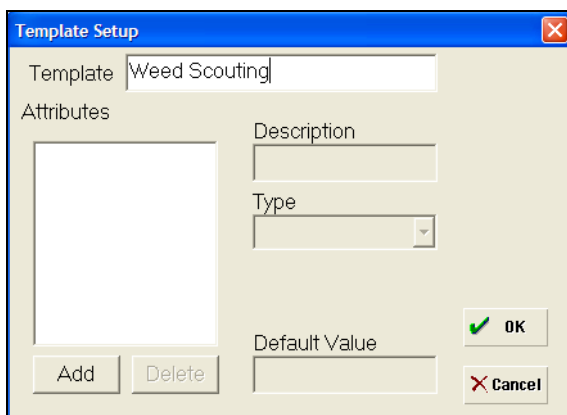 Template Setup
Template Weed Scouting
Attributes
Description
Type
Default Value
Add Delete
OK
Cancel